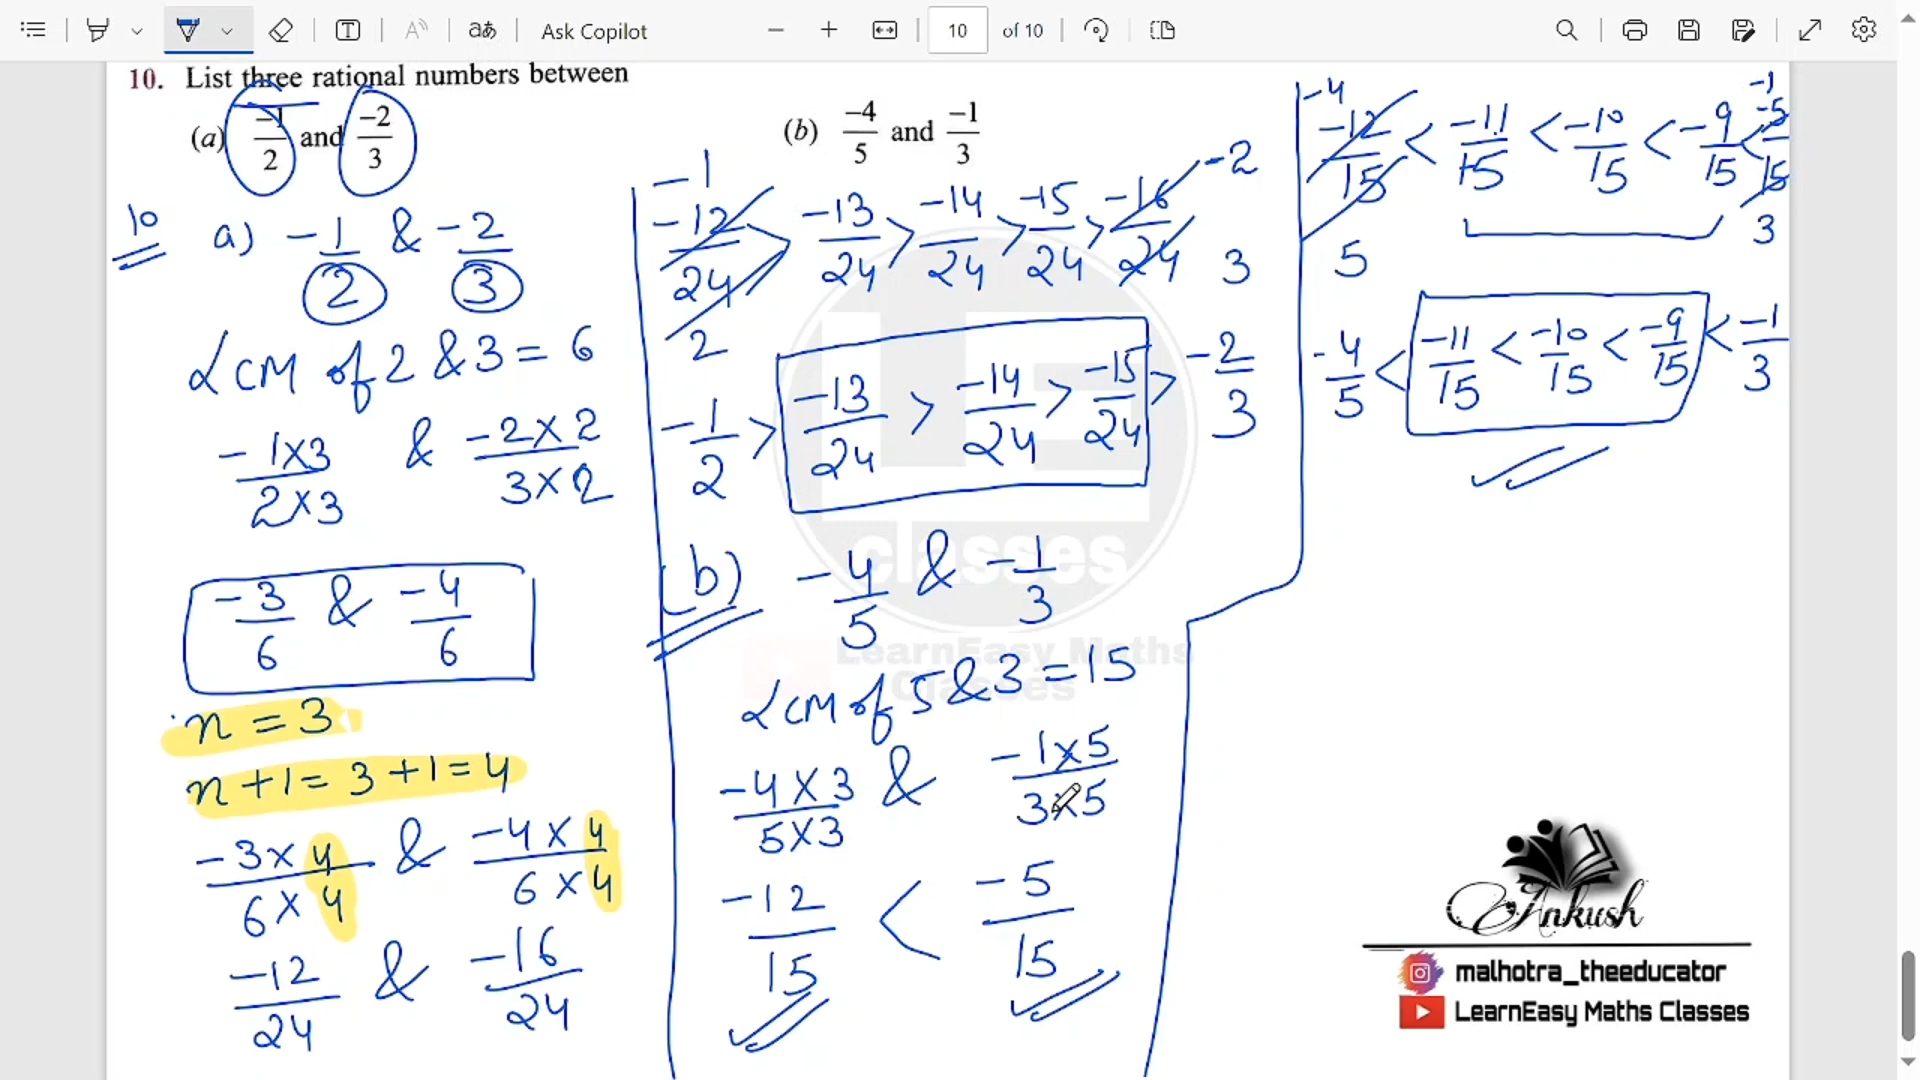 Ask Copilot
10 of 10
10. List three rational numbers between
(a) -1/2 and -2/3
(b) -4/5 and -1/3
10 a) -1/2 & -2/3
LCM of 2 & 3 = 6
-1×3/2×3 & -2×2/3×2
-3/6 & -4/6
n = 3
n+1 = 3+1 = 4
-3×4/6×4 & -4×4/6×4
-12/24 & -16/24
-1 -2
-12/24 > -13/24 > -14/24 > -15/24 > -16/24
2 3
-1/2 > -13/24 > -14/24 > -15/24 > -2/3
(b) -4/5 & -1/3
LCM of 5 & 3 = 15
-4×3/5×3 & -1×5/3×5
-12/15 < -5/15
-4 -1
-12/15 < -11/15 < -10/15 < -9/15 < -5/15
5 3
-4/5 < -11/15 < -10/15 < -9/15 < -1/3
LE
classes
LearnEasy Maths
Classes
Ankush
malhotra_theeducator
LearnEasy Maths Classes